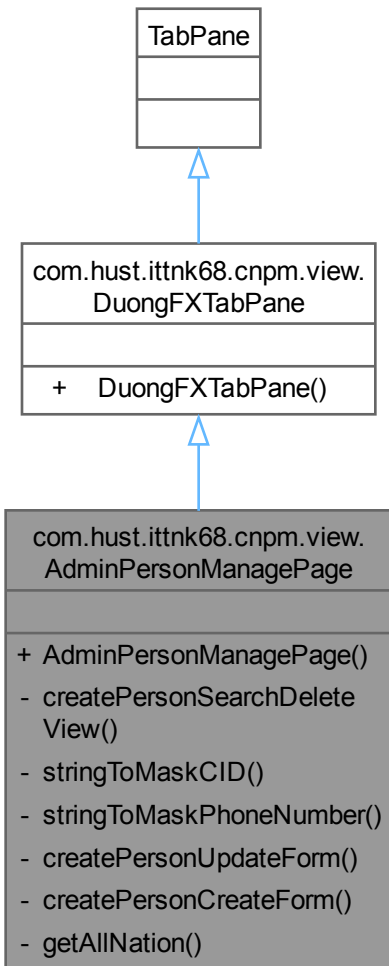 TabPane
com.hust.ittnk68.cnpm.view.
DuongFXTabPane
+ DuongFXTabPane()
com.hust.ittnk68.cnpm.view.
AdminPersonManagePage
+ AdminPersonManagePage()
- createPersonSearchDelete
View()
- stringToMaskCID()
- stringToMaskPhoneNumber()
- createPersonUpdateForm()
- createPersonCreateForm()
- getAllNation()